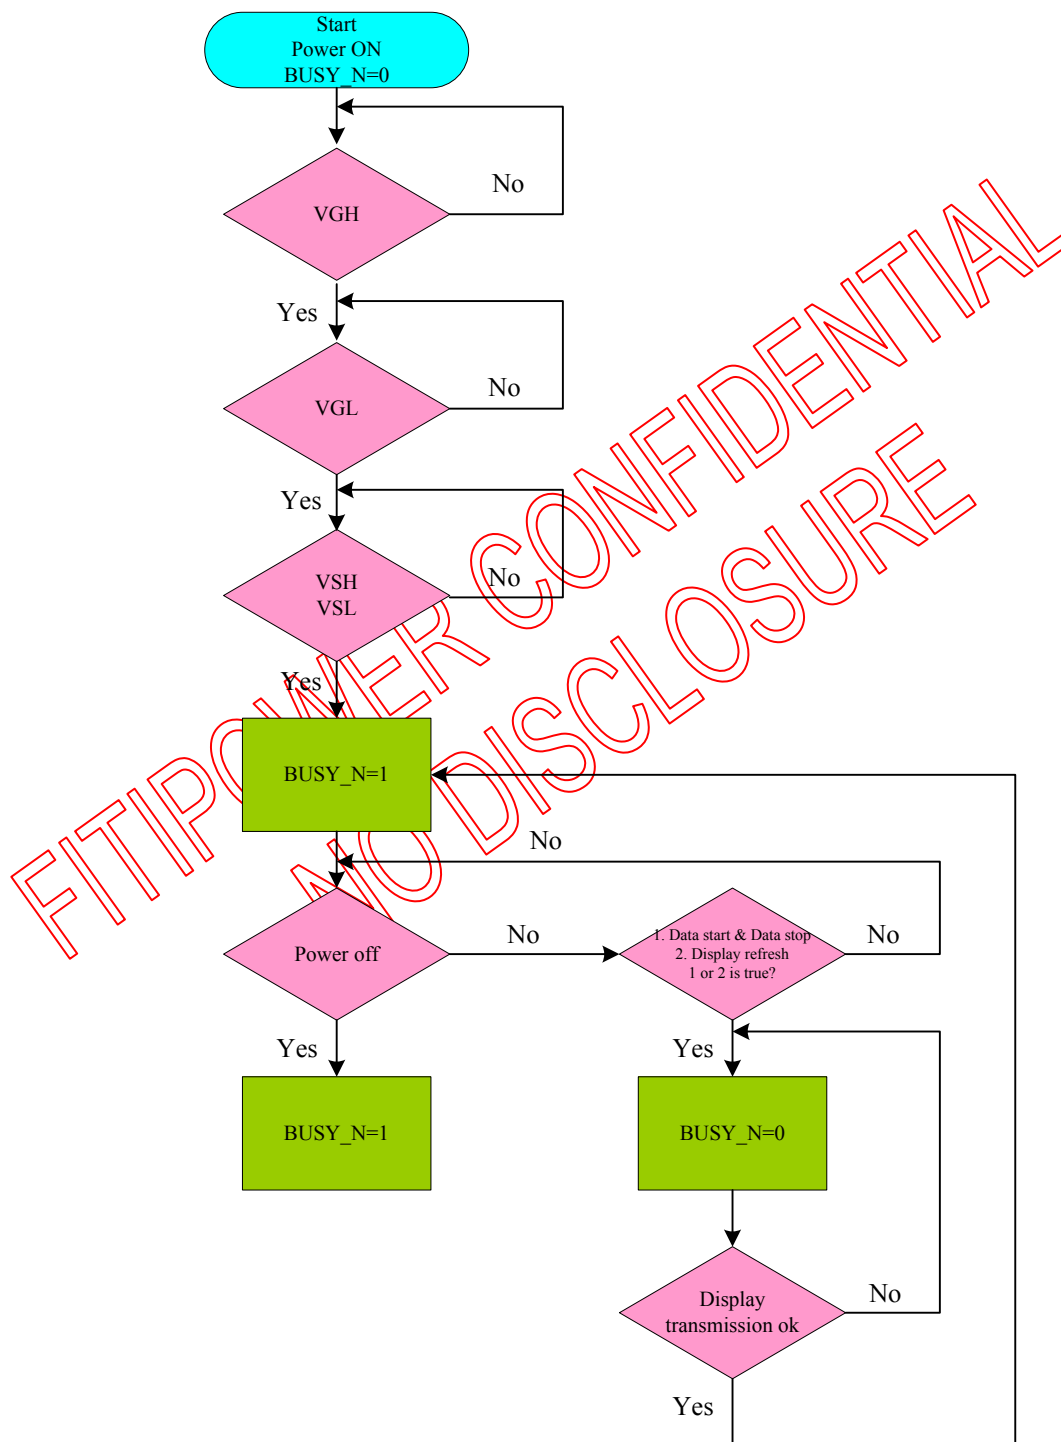 Start
Power ON
BUSY_N=0
VGH
No
Yes
VGL
No
Yes
VSH
VSL
No
Yes
BUSY_N=1
No
Power off
No
1. Data start & Data stop
2. Display refresh
1 or 2 is true?
No
Yes
Yes
BUSY_N=1
BUSY_N=0
Display
transmission ok
No
Yes
FITIPOWER CONFIDENTIAL
NO DISCLOSURE